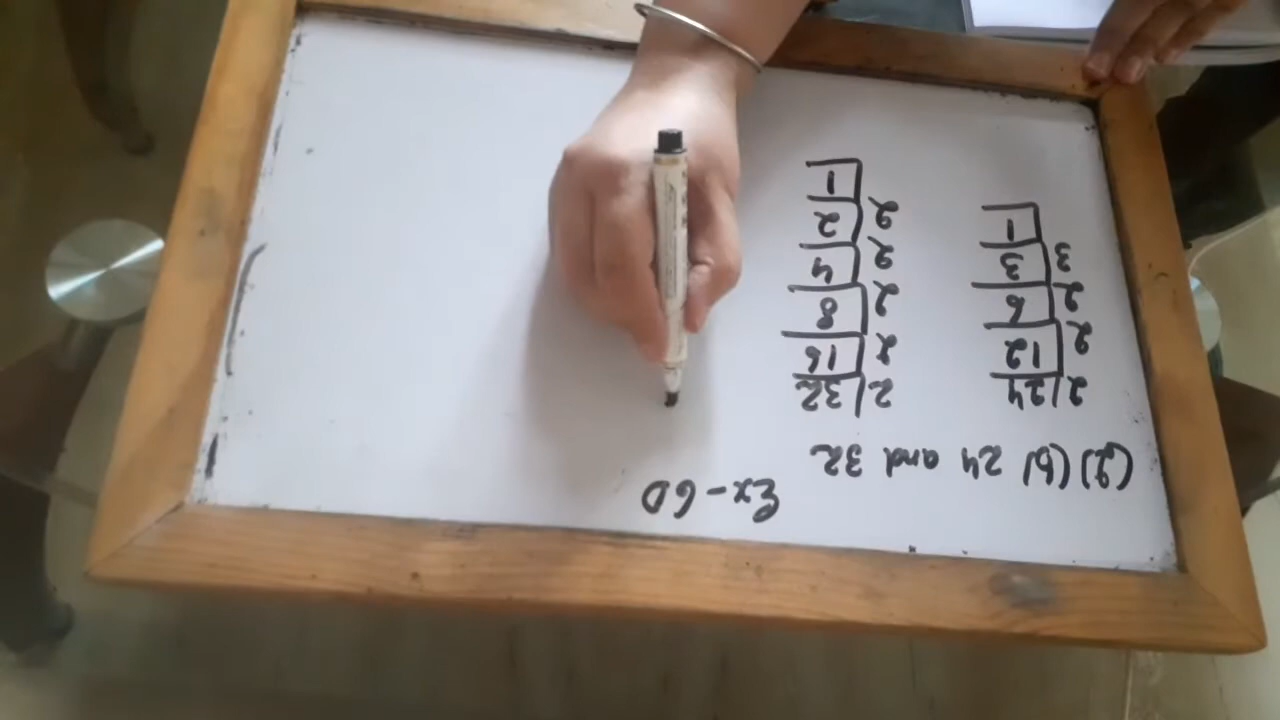 Ex-6D
(2) (b) 24 and 32
2 | 24
2 | 12
2 | 6
3 | 3
1
2 | 32
2 | 16
2 | 8
2 | 4
2 | 2
1